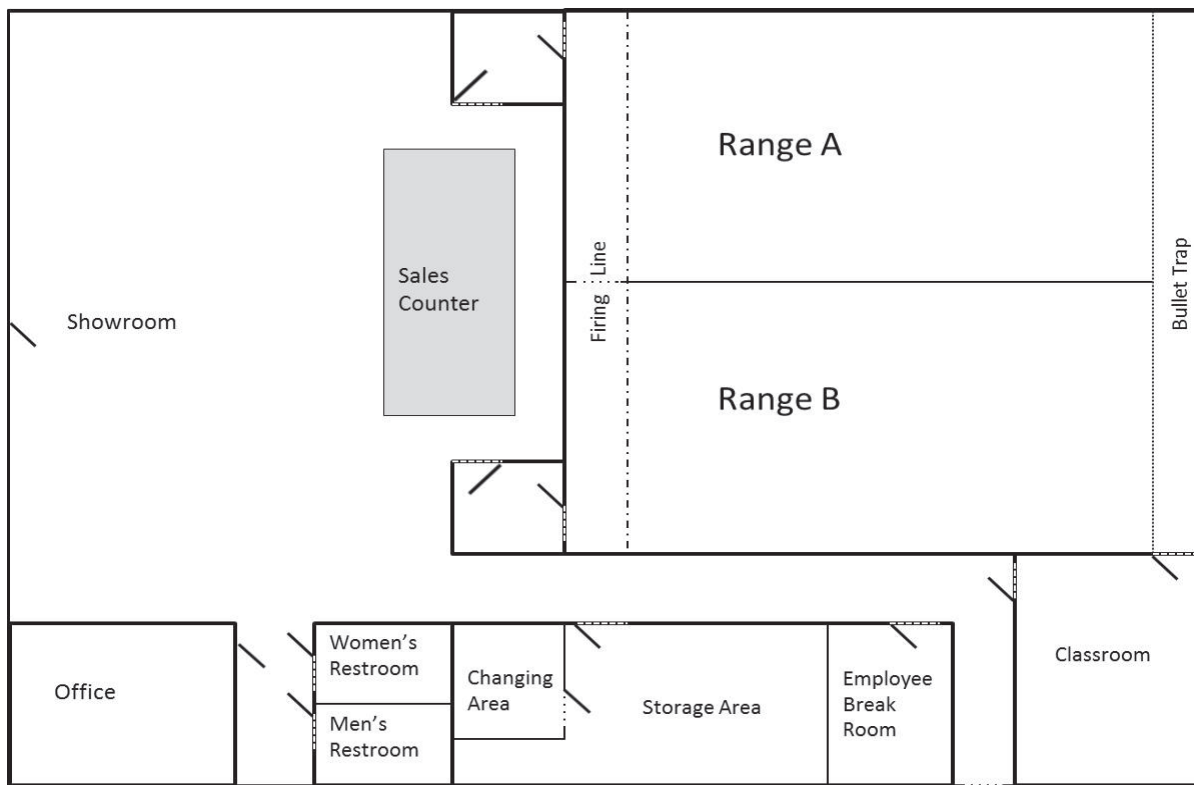 Range A
Sales
Counter
Showroom
Firing Line
Bullet Trap
Range B
Office
Women’s
Restroom
Men’s
Restroom
Changing
Area
Storage Area
Employee
Break
Room
Classroom